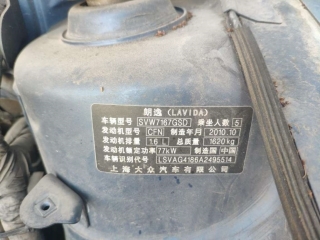 朗逸 (LAVIDA)
车辆型号 SVW7167GSD 乘坐人数 5
发动机型号 CFN 制造年月 2010.10
发动机排量 1.6 L 总质量 1620kg
发动机额定功率 77kW 制造国 中国
车辆识别代号 LSVAG4186A2495514
上海大众汽车有限公司